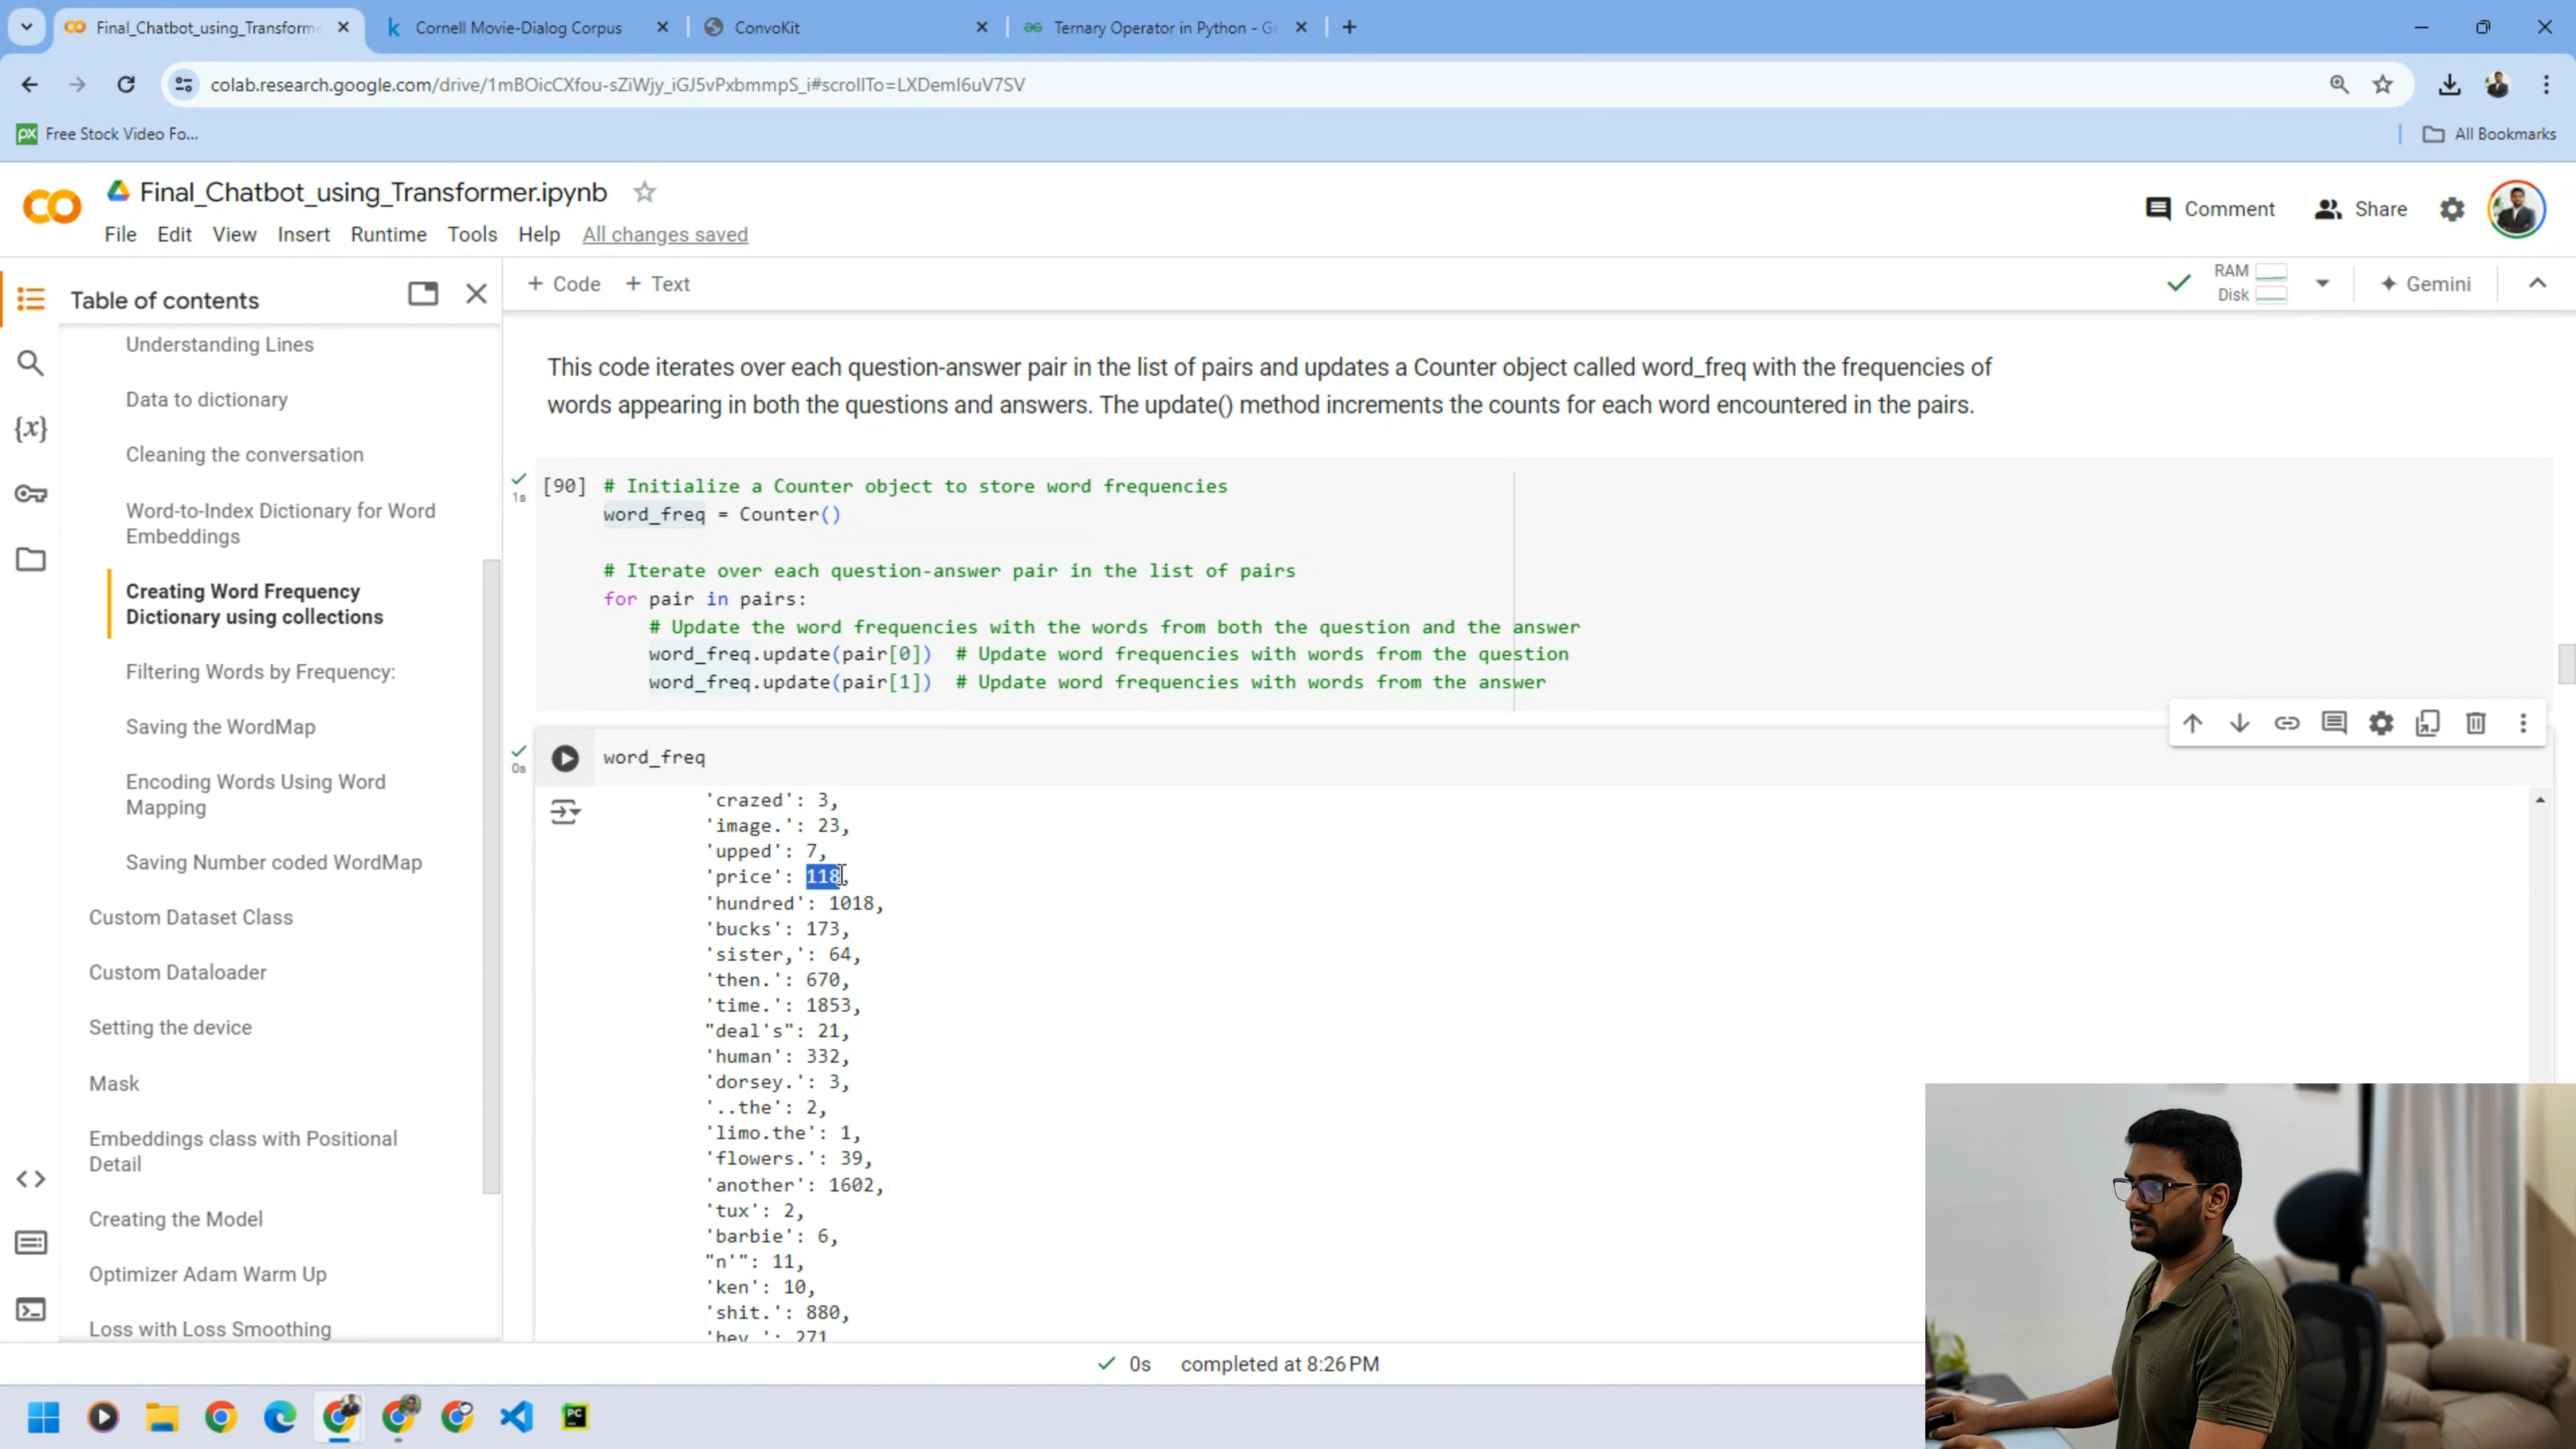 Final_Chatbot_using_Transforme
Cornell Movie-Dialog Corpus
ConvoKit
Ternary Operator in Python - Ge
colab.research.google.com/drive/1mBOicCXfou-sZiWjy_iGJ5vPxbmmpS_i#scrollTo=LXDemI6uV7SV
px Free Stock Video Fo...
All Bookmarks
Final_Chatbot_using_Transformer.ipynb
Comment
Share
File Edit View Insert Runtime Tools Help All changes saved
Table of contents
+ Code + Text
RAM
Disk
Gemini
Understanding Lines
Data to dictionary
Cleaning the conversation
Word-to-Index Dictionary for Word
Embeddings
Creating Word Frequency
Dictionary using collections
Filtering Words by Frequency:
Saving the WordMap
Encoding Words Using Word
Mapping
Saving Number coded WordMap
Custom Dataset Class
Custom Dataloader
Setting the device
Mask
Embeddings class with Positional
Detail
Creating the Model
Optimizer Adam Warm Up
Loss with Loss Smoothing
This code iterates over each question-answer pair in the list of pairs and updates a Counter object called word_freq with the frequencies of
words appearing in both the questions and answers. The update() method increments the counts for each word encountered in the pairs.
1s
[90] # Initialize a Counter object to store word frequencies
word_freq = Counter()
# Iterate over each question-answer pair in the list of pairs
for pair in pairs:
# Update the word frequencies with the words from both the question and the answer
word_freq.update(pair[0]) # Update word frequencies with words from the question
word_freq.update(pair[1]) # Update word frequencies with words from the answer
0s
word_freq
'crazed': 3,
'image.': 23,
'upped': 7,
'price': 118,
'hundred': 1018,
'bucks': 173,
'sister,': 64,
'then.': 670,
'time.': 1853,
"deal's": 21,
'human': 332,
'dorsey.': 3,
'..the': 2,
'limo.the': 1,
'flowers.': 39,
'another': 1602,
'tux': 2,
'barbie': 6,
"n'": 11,
'ken': 10,
'shit.': 880,
0s completed at 8:26 PM
PC